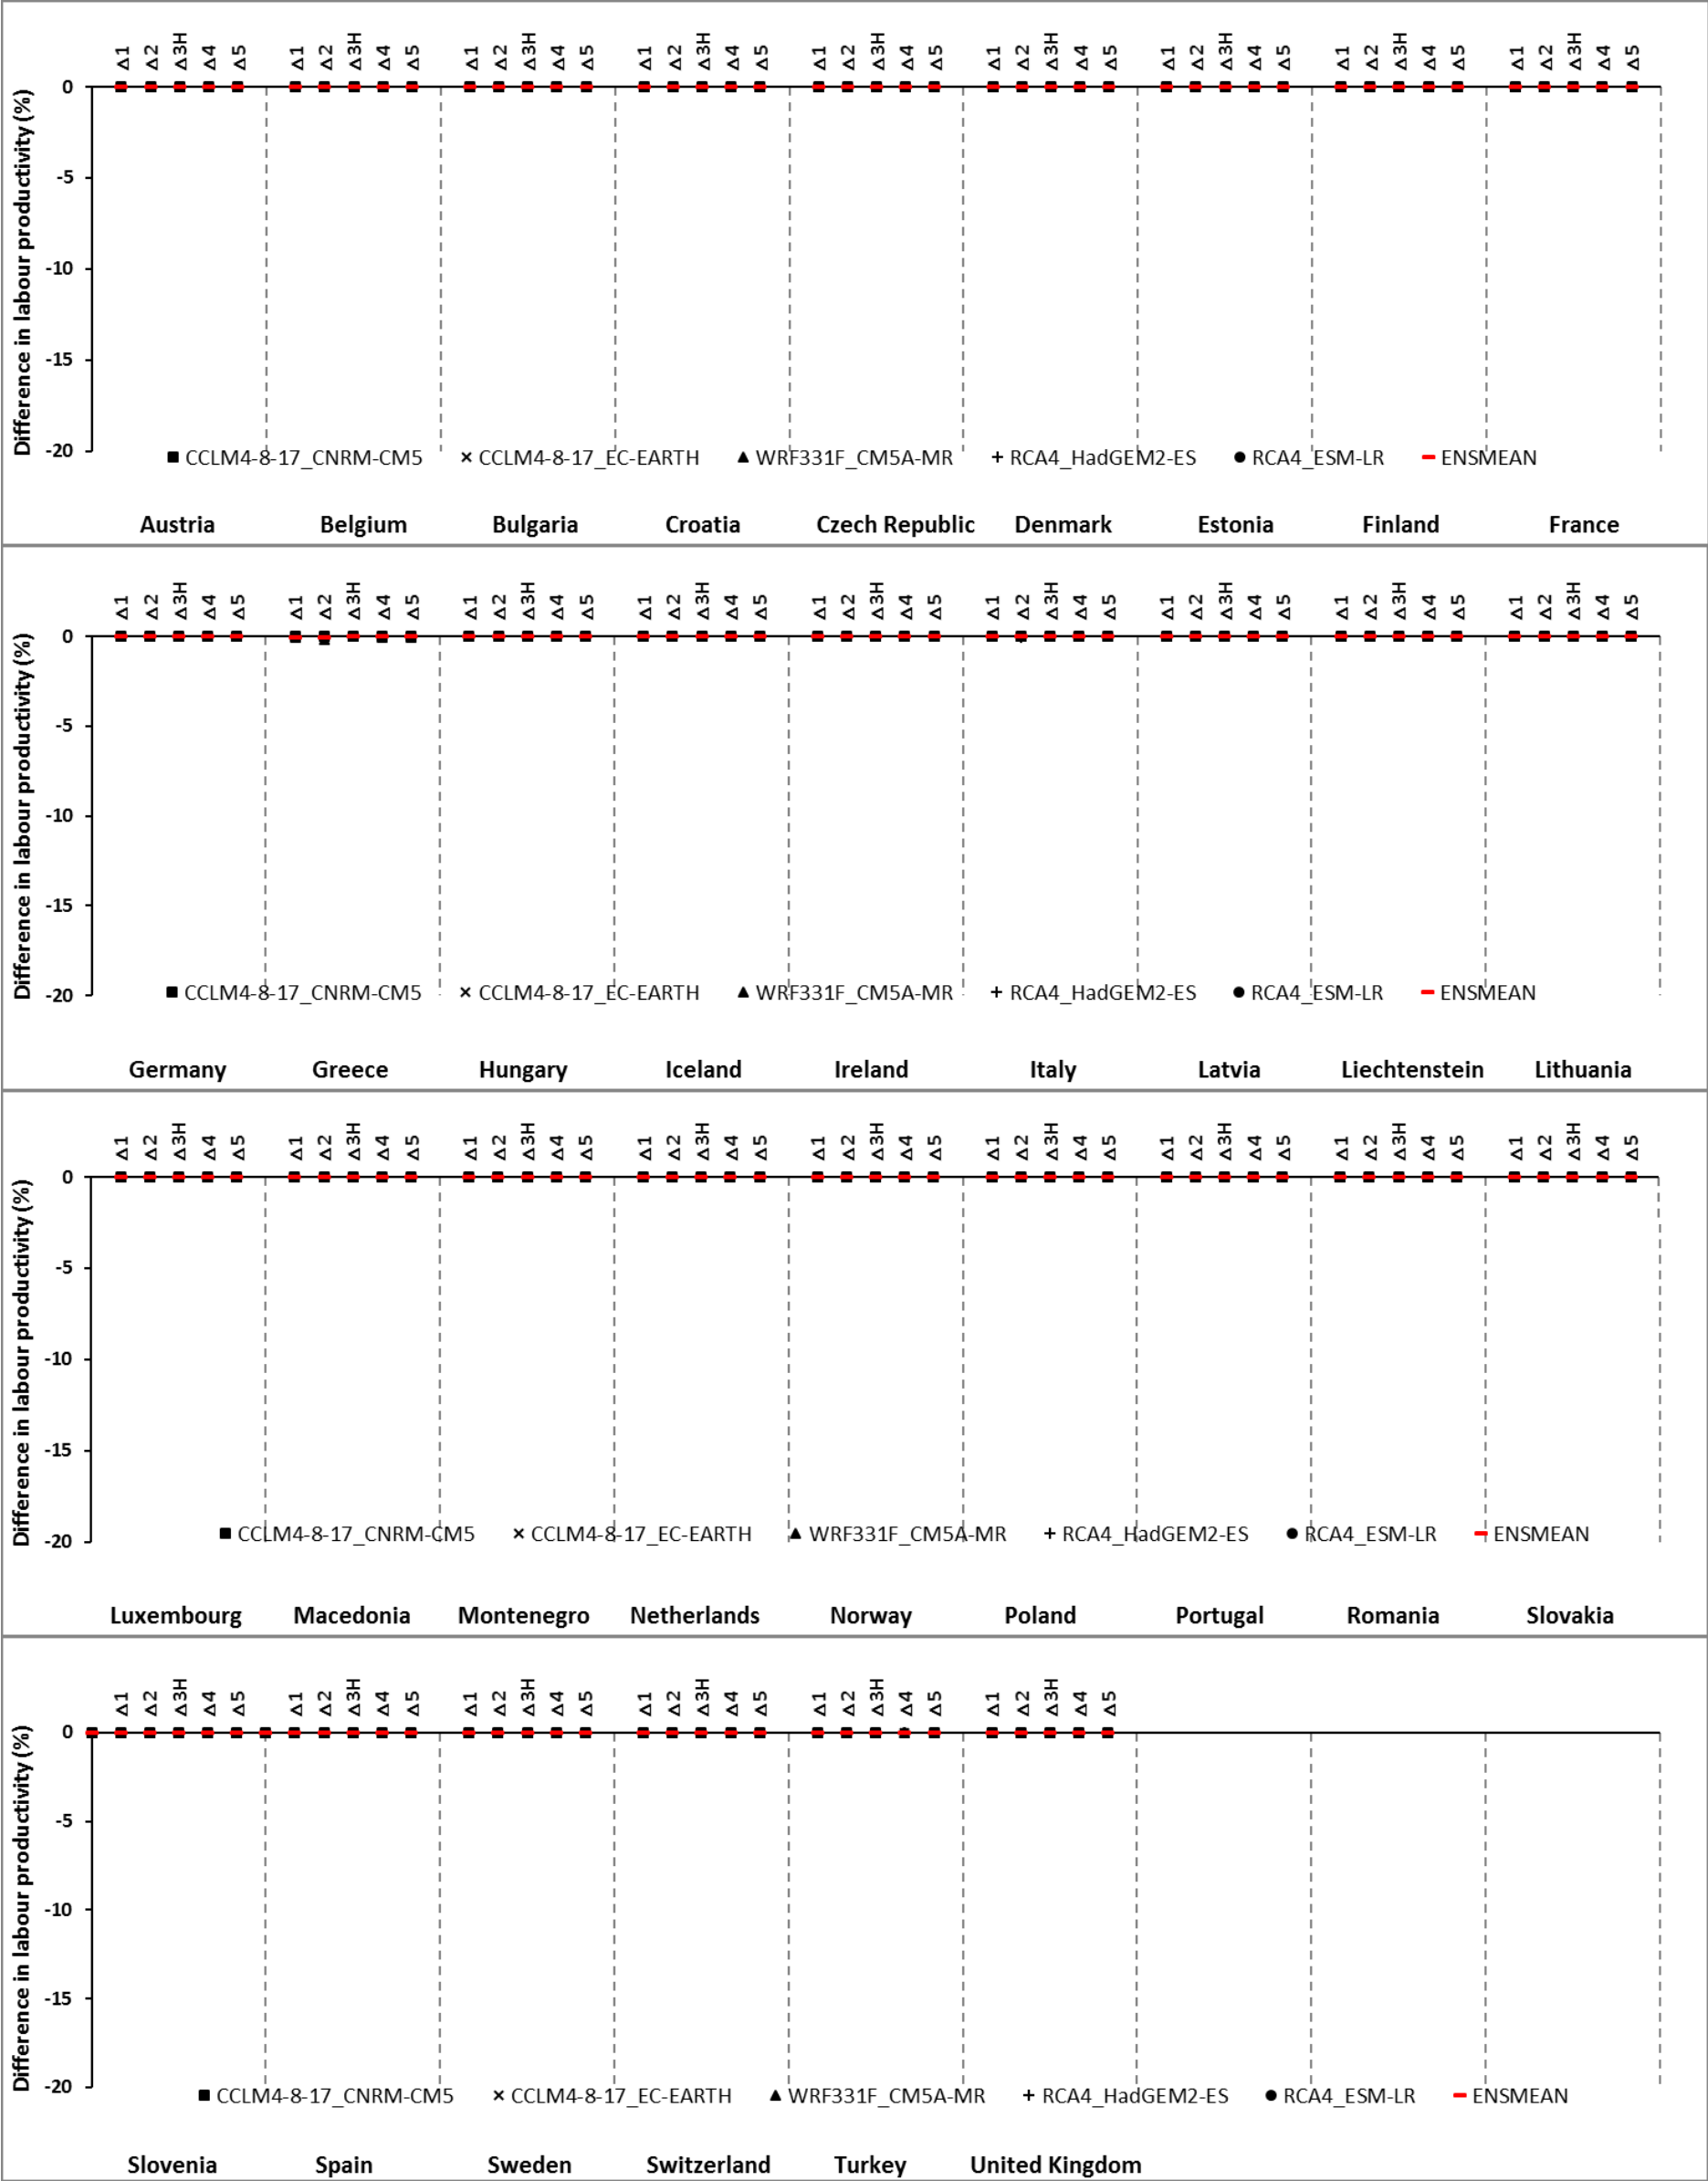 Δ1 Δ2 Δ3H Δ4 Δ5 Δ1 Δ2 Δ3H Δ4 Δ5 Δ1 Δ2 Δ3H Δ4 Δ5 Δ1 Δ2 Δ3H Δ4 Δ5 Δ1 Δ2 Δ3H Δ4 Δ5 Δ1 Δ2 Δ3H Δ4 Δ5 Δ1 Δ2 Δ3H Δ4 Δ5 Δ1 Δ2 Δ3H Δ4 Δ5 Δ1 Δ2 Δ3H Δ4 Δ5
Difference in labour productivity (%)
0
-5
-10
-15
-20
CCLM4-8-17_CNRM-CM5 CCLM4-8-17_EC-EARTH WRF331F_CM5A-MR RCA4_HadGEM2-ES RCA4_ESM-LR ENSMEAN
Austria Belgium Bulgaria Croatia Czech Republic Denmark Estonia Finland France
Δ1 Δ2 Δ3H Δ4 Δ5 Δ1 Δ2 Δ3H Δ4 Δ5 Δ1 Δ2 Δ3H Δ4 Δ5 Δ1 Δ2 Δ3H Δ4 Δ5 Δ1 Δ2 Δ3H Δ4 Δ5 Δ1 Δ2 Δ3H Δ4 Δ5 Δ1 Δ2 Δ3H Δ4 Δ5 Δ1 Δ2 Δ3H Δ4 Δ5 Δ1 Δ2 Δ3H Δ4 Δ5
Difference in labour productivity (%)
0
-5
-10
-15
-20
CCLM4-8-17_CNRM-CM5 CCLM4-8-17_EC-EARTH WRF331F_CM5A-MR RCA4_HadGEM2-ES RCA4_ESM-LR ENSMEAN
Germany Greece Hungary Iceland Ireland Italy Latvia Liechtenstein Lithuania
Δ1 Δ2 Δ3H Δ4 Δ5 Δ1 Δ2 Δ3H Δ4 Δ5 Δ1 Δ2 Δ3H Δ4 Δ5 Δ1 Δ2 Δ3H Δ4 Δ5 Δ1 Δ2 Δ3H Δ4 Δ5 Δ1 Δ2 Δ3H Δ4 Δ5 Δ1 Δ2 Δ3H Δ4 Δ5 Δ1 Δ2 Δ3H Δ4 Δ5 Δ1 Δ2 Δ3H Δ4 Δ5
Difference in labour productivity (%)
0
-5
-10
-15
-20
CCLM4-8-17_CNRM-CM5 CCLM4-8-17_EC-EARTH WRF331F_CM5A-MR RCA4_HadGEM2-ES RCA4_ESM-LR ENSMEAN
Luxembourg Macedonia Montenegro Netherlands Norway Poland Portugal Romania Slovakia
Δ1 Δ2 Δ3H Δ4 Δ5 Δ1 Δ2 Δ3H Δ4 Δ5 Δ1 Δ2 Δ3H Δ4 Δ5 Δ1 Δ2 Δ3H Δ4 Δ5 Δ1 Δ2 Δ3H Δ4 Δ5 Δ1 Δ2 Δ3H Δ4 Δ5
Difference in labour productivity (%)
0
-5
-10
-15
-20
CCLM4-8-17_CNRM-CM5 CCLM4-8-17_EC-EARTH WRF331F_CM5A-MR RCA4_HadGEM2-ES RCA4_ESM-LR ENSMEAN
Slovenia Spain Sweden Switzerland Turkey United Kingdom